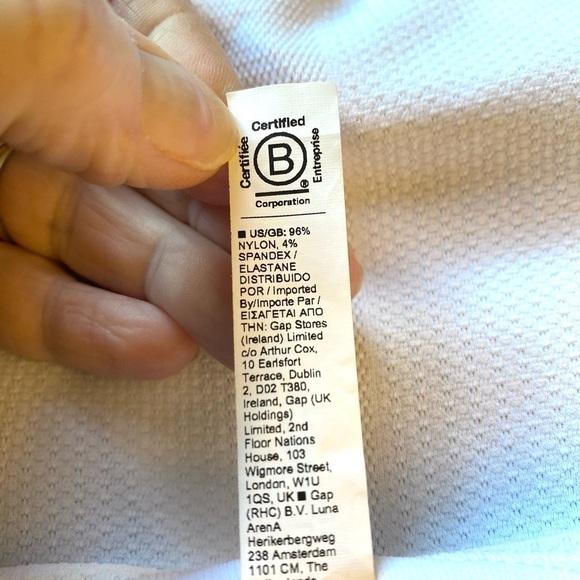 Certified
Certifiée
B
Entreprise
®
Corporation
■ US/GB: 96%
NYLON, 4%
SPANDEX /
ELASTANE
DISTRIBUIDO
POR / Imported
By/Importe Par /
ΕΙΣΑΓΕΤΑΙ ΑΠΟ
ΤΗΝ: Gap Stores
(Ireland) Limited
c/o Arthur Cox,
10 Earlsfort
Terrace, Dublin
2, D02 T380,
Ireland, Gap (UK
Holdings)
Limited, 2nd
Floor Nations
House, 103
Wigmore Street,
London, W1U
1QS, UK ■ Gap
(RHC) B.V. Luna
ArenA
Herikerbergweg
238 Amsterdam
1101 CM, The